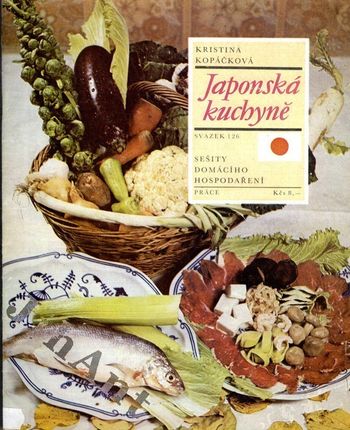 KRISTINA
KOPÁČKOVÁ
Japonská
kuchyně
SVAZEK 126
SEŠITY
DOMÁCÍHO
HOSPODAŘENÍ
PRÁCE Kčs 8,–